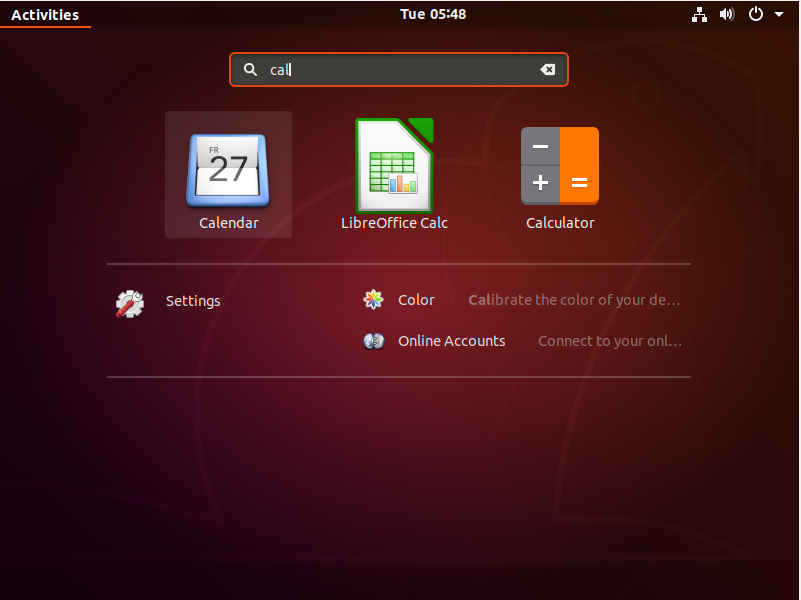 Activities Tue 05:48
cal
FR
27
Calendar LibreOffice Calc Calculator
Settings Color Calibrate the color of your de…
Online Accounts Connect to your onl…